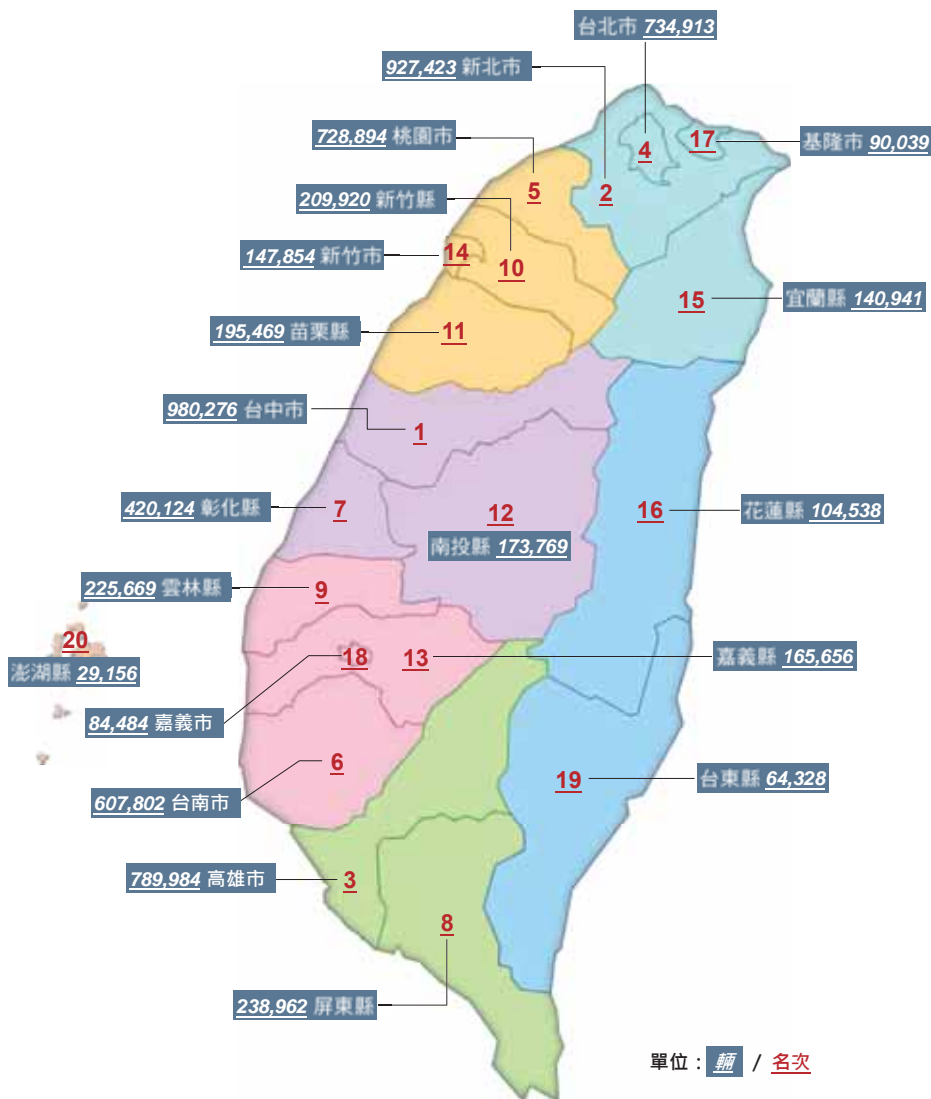 台北市 734,913
927,423 新北市
728,894 桃園市
4
17
基隆市 90,039
5
2
209,920 新竹縣
147,854 新竹市
14
10
15
宜蘭縣 140,941
195,469 苗栗縣
11
980,276 台中市
1
420,124 彰化縣
7
12
16
花蓮縣 104,538
南投縣 173,769
225,669 雲林縣
9
20
澎湖縣 29,156
18
13
嘉義縣 165,656
84,484 嘉義市
6
19
台東縣 64,328
607,802 台南市
789,984 高雄市
3
8
238,962 屏東縣
單位：輛 / 名次